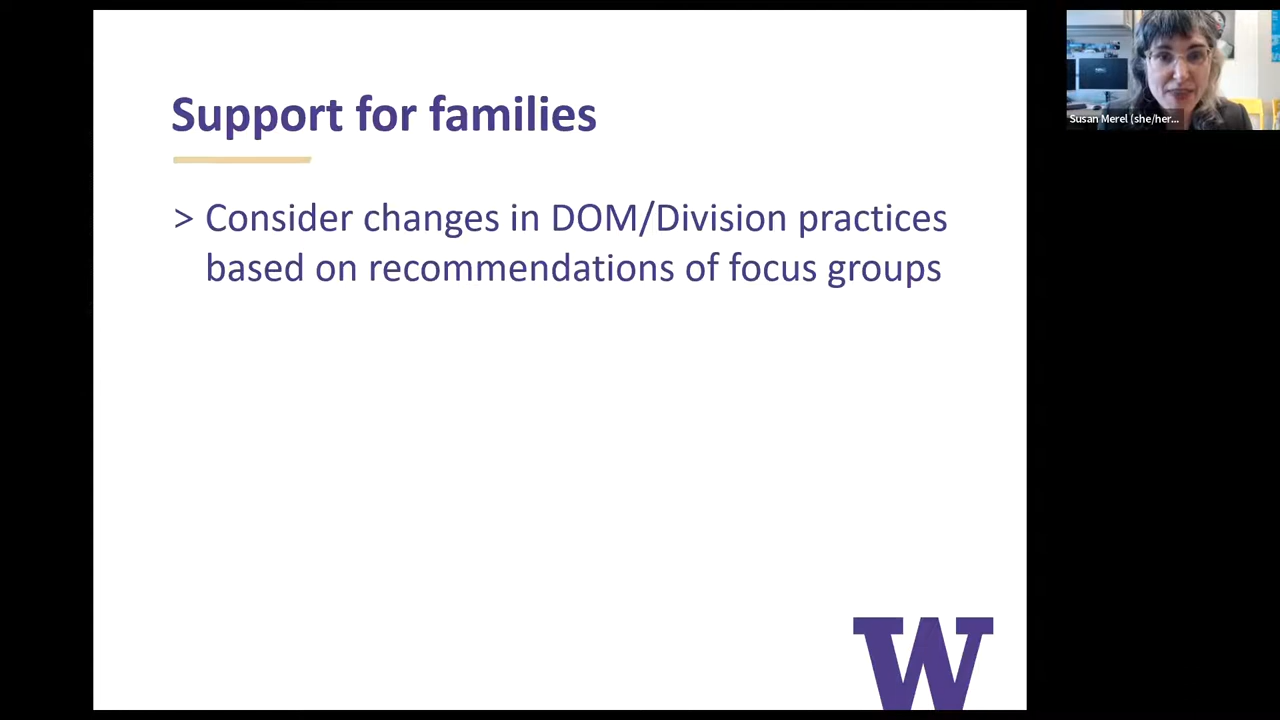 Support for families
> Consider changes in DOM/Division practices
based on recommendations of focus groups
W
Susan Merel (she/her...